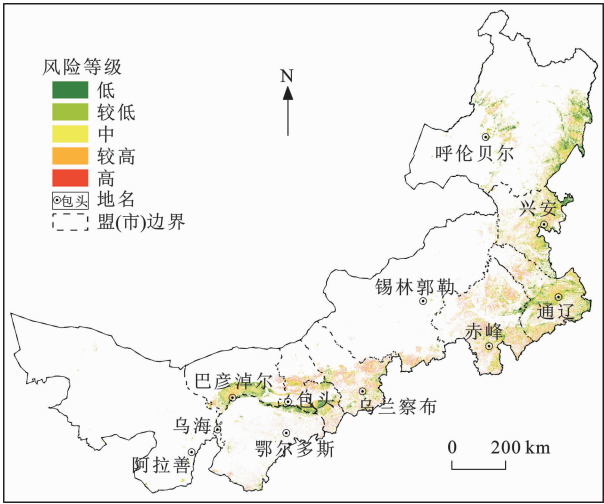 风险等级
低
较低
中
较高
高
包头 地名
盟(市)边界
N
呼伦贝尔
兴安
锡林郭勒
通辽
赤峰
巴彦淖尔
包头
乌兰察布
乌海
鄂尔多斯
阿拉善
0 200 km